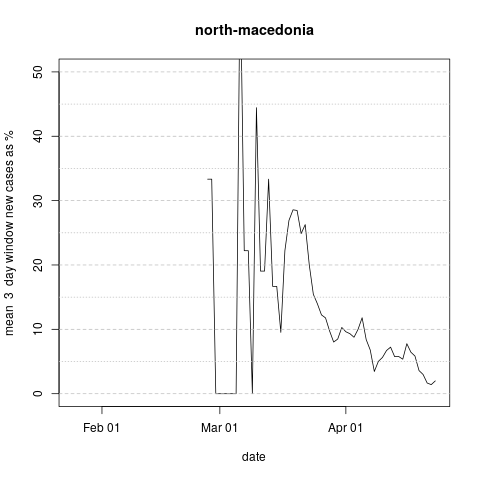 north-macedonia
mean 3 day window new cases as %
50
40
30
20
10
0
Feb 01
Mar 01
Apr 01
date